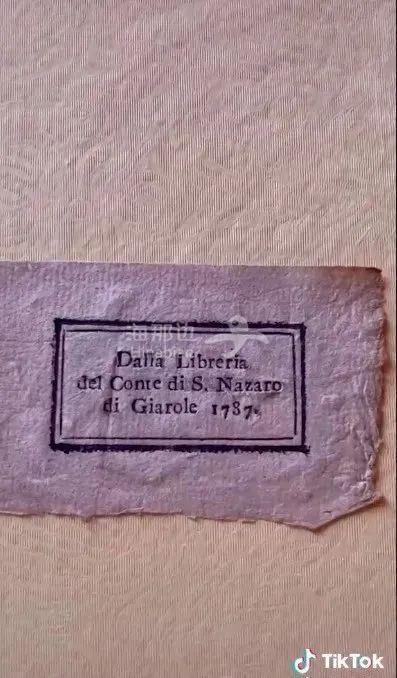 Dalla Libreria
del Conte di S. Nazaro
di Giarole 1787.
TikTok